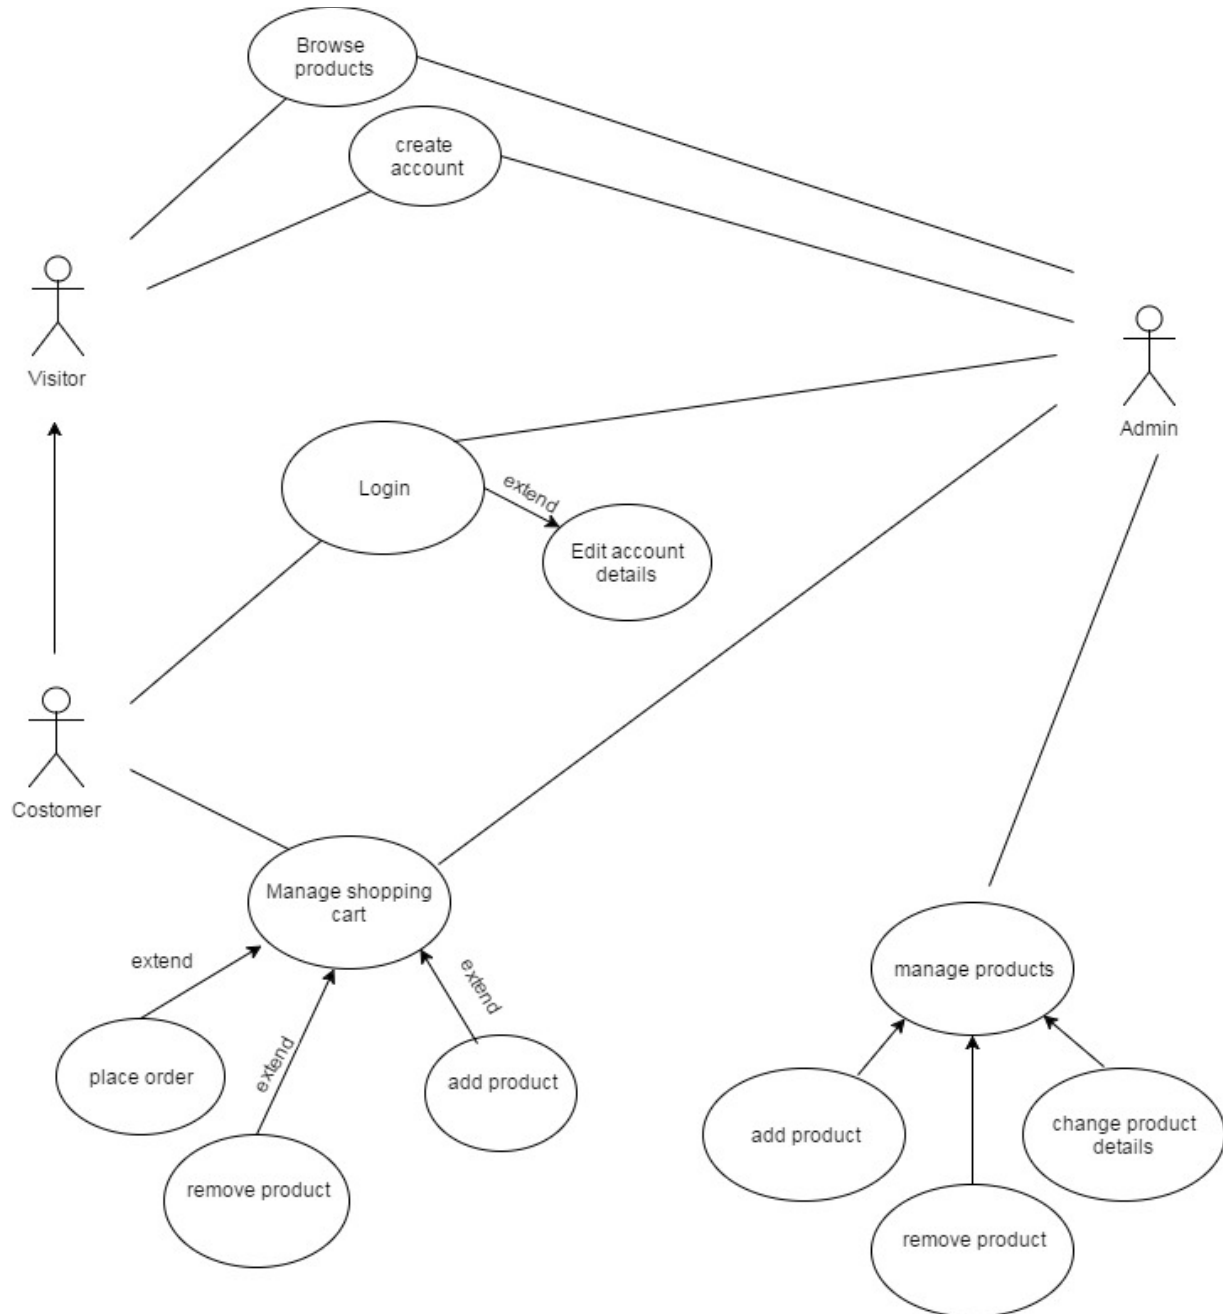 Browse
products
create
account
Visitor
Admin
Login
extend
Edit account
details
Costomer
Manage shopping
cart
extend
extend
extend
manage products
place order
add product
remove product
add product
change product
details
remove product